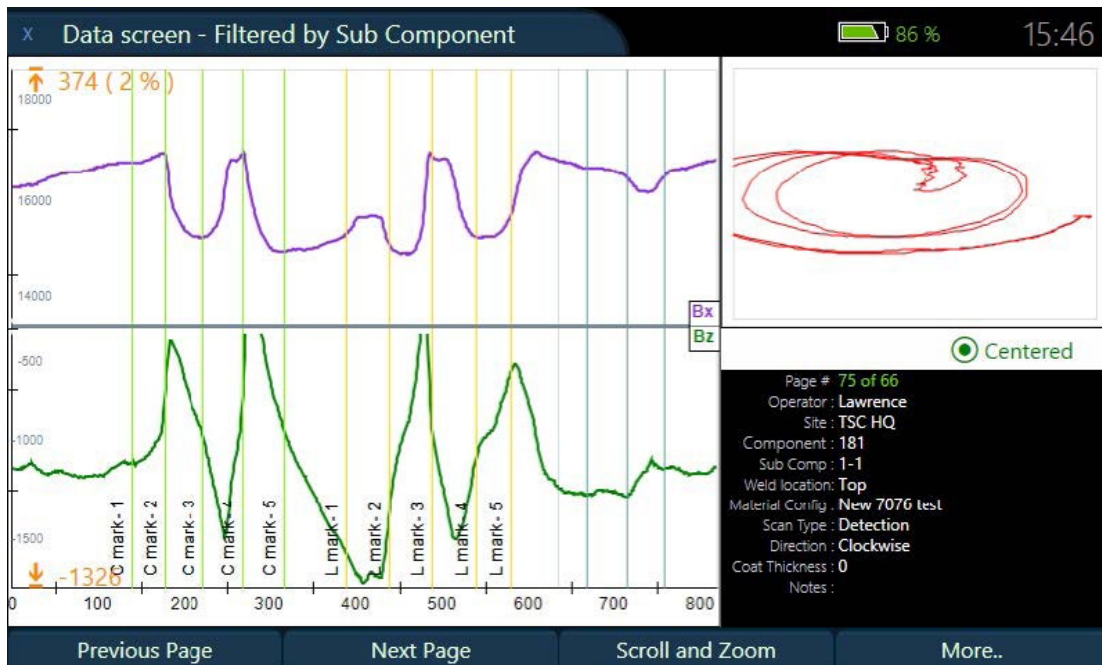 X Data screen - Filtered by Sub Component 86 % 15:46
374 ( 2 % )
18000
16000
14000
Bx
Bz
-500
-1000
-1500
-1326
C mark - 1
C mark - 2
C mark - 3
C mark - 4
C mark - 5
L mark - 1
L mark - 2
L mark - 3
L mark - 4
L mark - 5
0 100 200 300 400 500 600 700 800
Centered
Page # 75 of 66
Operator : Lawrence
Site : TSC HQ
Component : 181
Sub Comp : 1-1
Weld location: Top
Material Config . New 7076 test
Scan Type : Detection
Direction : Clockwise
Coat Thickness : 0
Notes :
Previous Page Next Page Scroll and Zoom More..